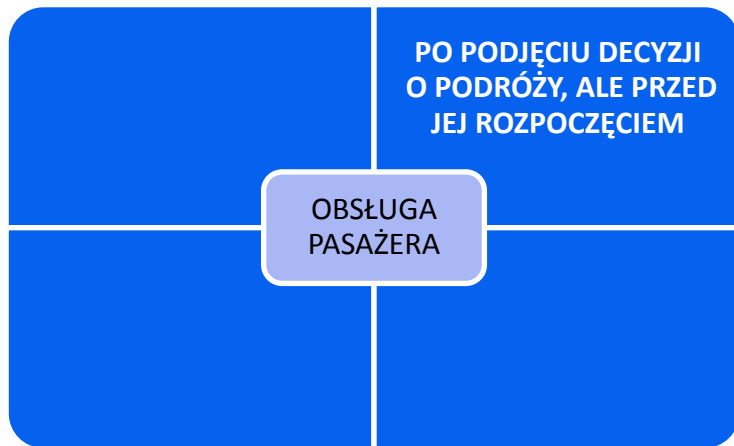 PO PODJĘCIU DECYZJI
O PODRÓŻY, ALE PRZED
JEJ ROZPOCZĘCIEM
OBSŁUGA
PASAŻERA